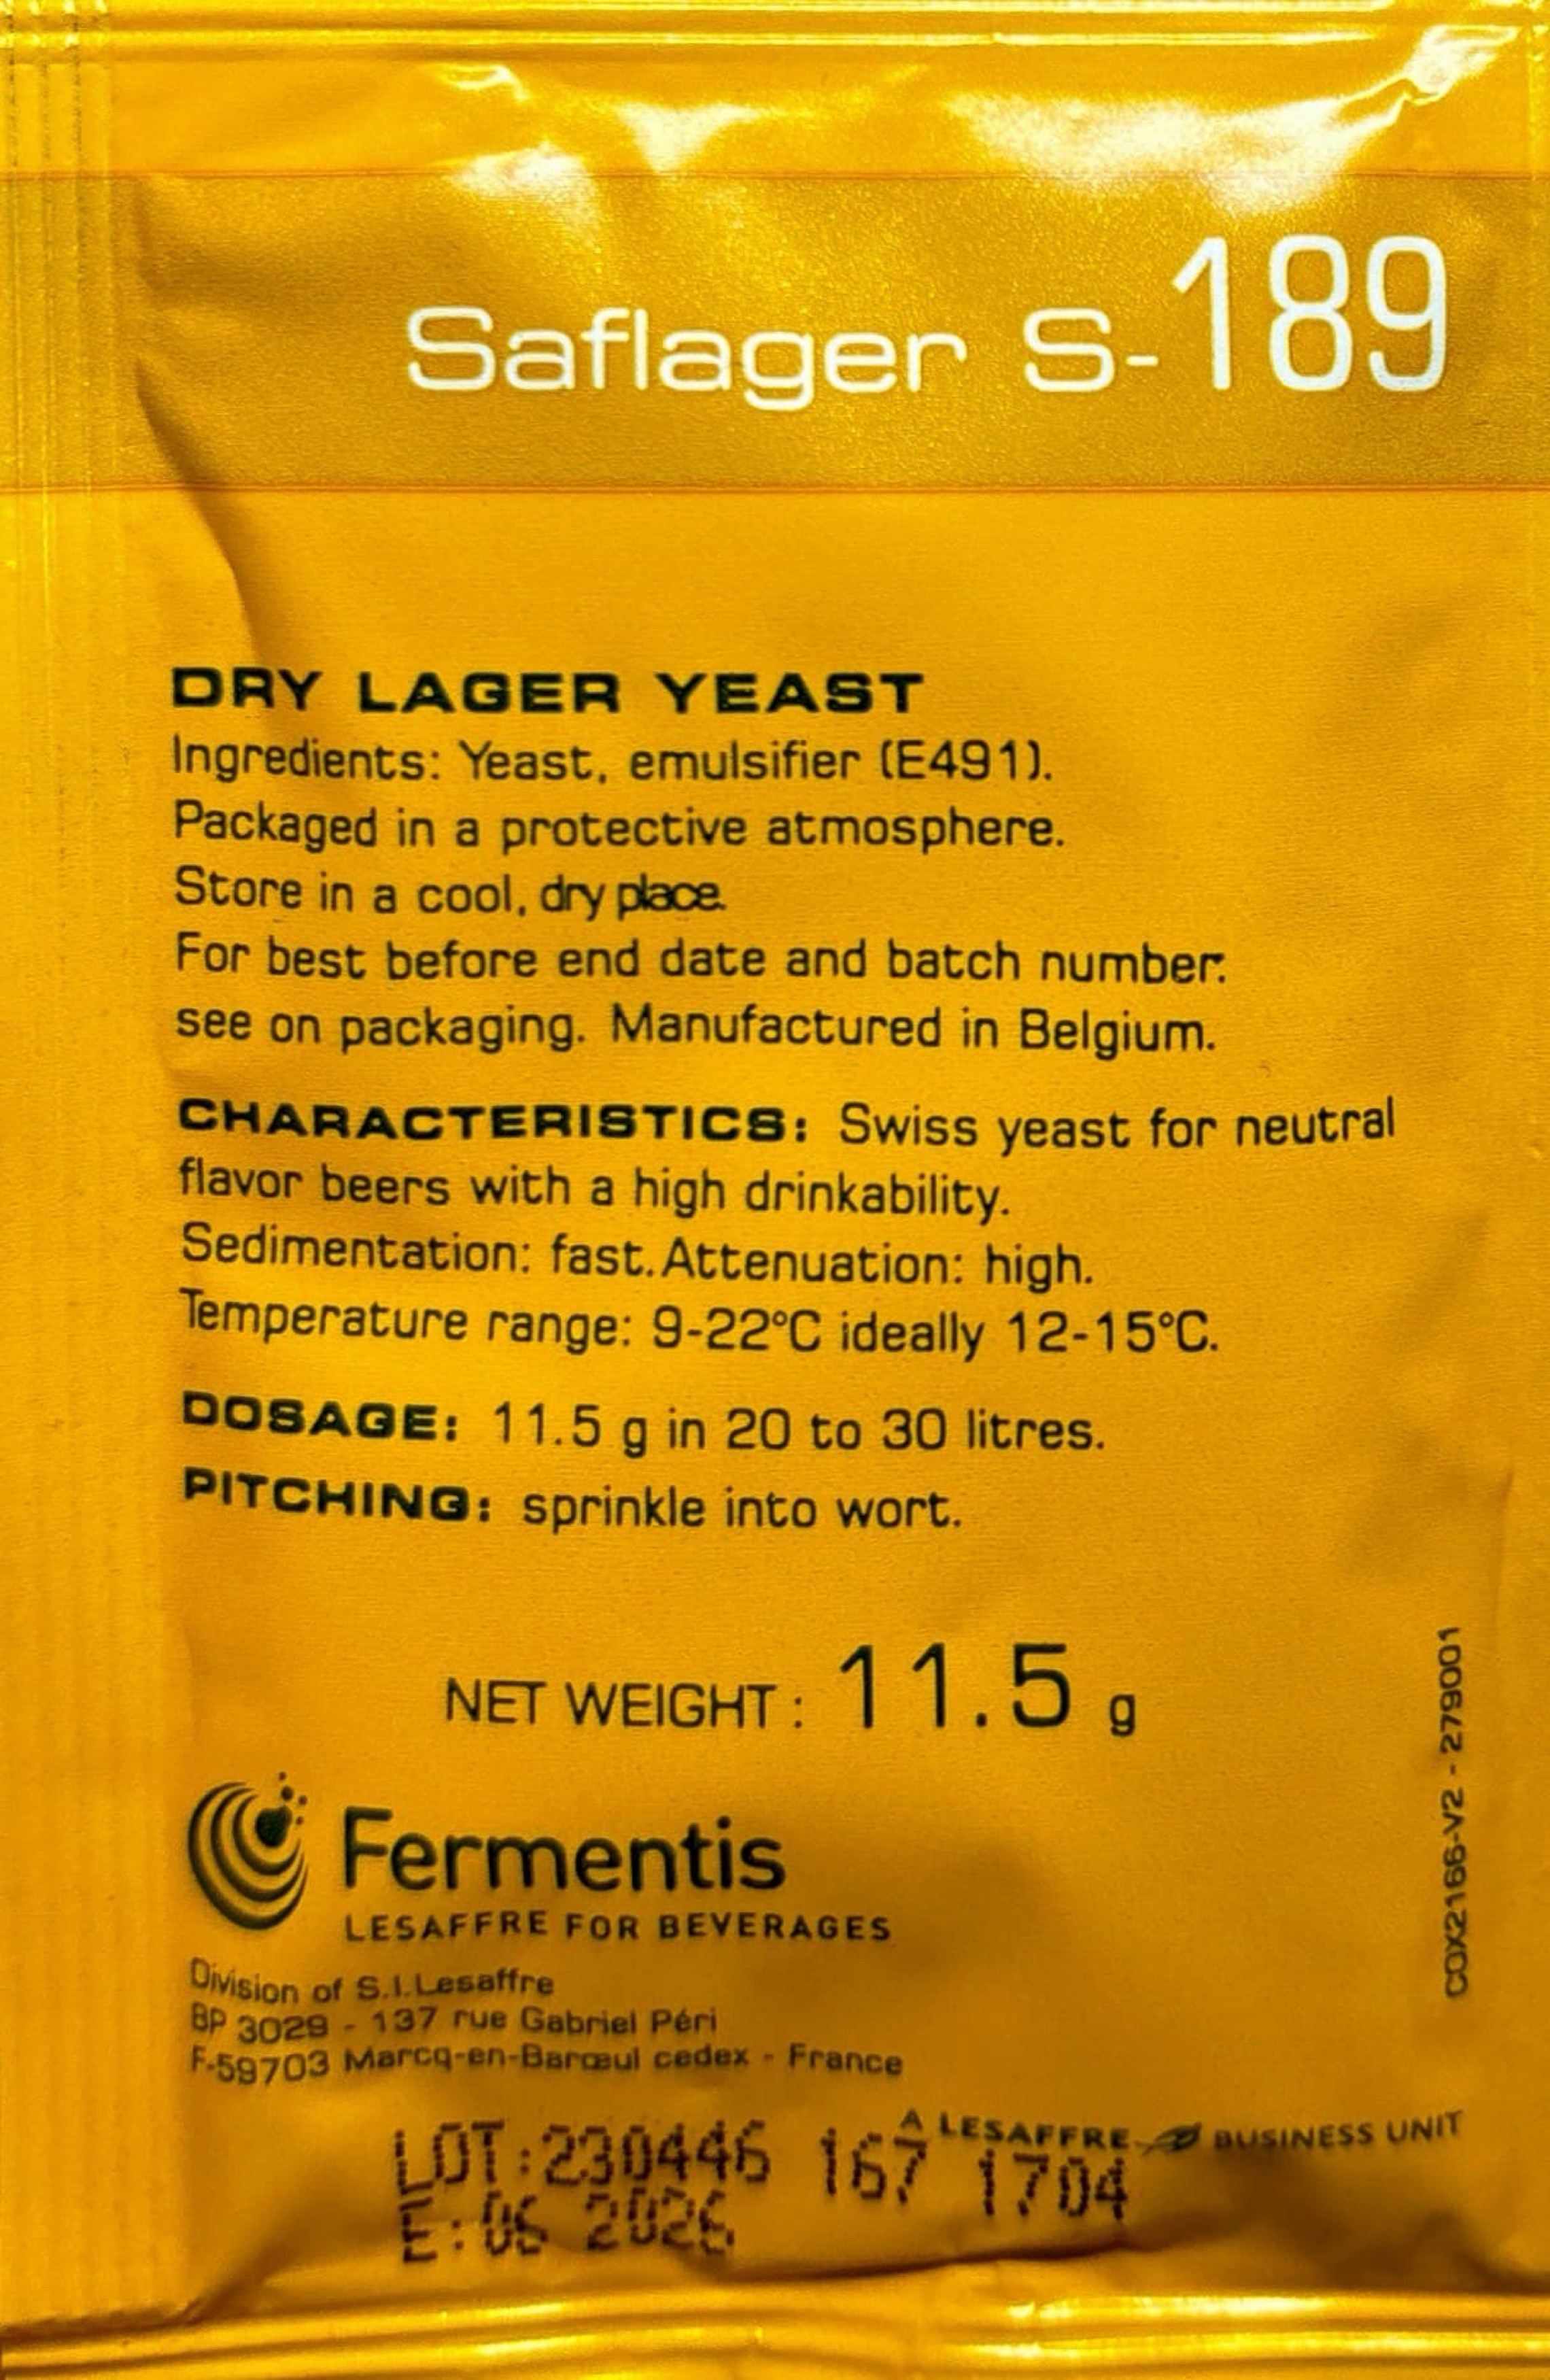 Saflager S-189
DRY LAGER YEAST
Ingredients: Yeast, emulsifier (E491).
Packaged in a protective atmosphere.
Store in a cool, dry place.
For best before end date and batch number:
see on packaging. Manufactured in Belgium.
CHARACTERISTICS: Swiss yeast for neutral
flavor beers with a high drinkability.
Sedimentation: fast. Attenuation: high.
Temperature range: 9-22°C ideally 12-15°C.
DOSAGE: 11.5 g in 20 to 30 litres.
PITCHING: sprinkle into wort.
NET WEIGHT: 11.5 g
COX2166-V2 - 279001
Fermentis
LESAFFRE FOR BEVERAGES
Division of S.I.Lesaffre
BP 3029 - 137 rue Gabriel Péri
F-59703 Marcq-en-Barœul cedex - France
A LESAFFRE BUSINESS UNIT
LOT:230446 167 1704
E:06 2026